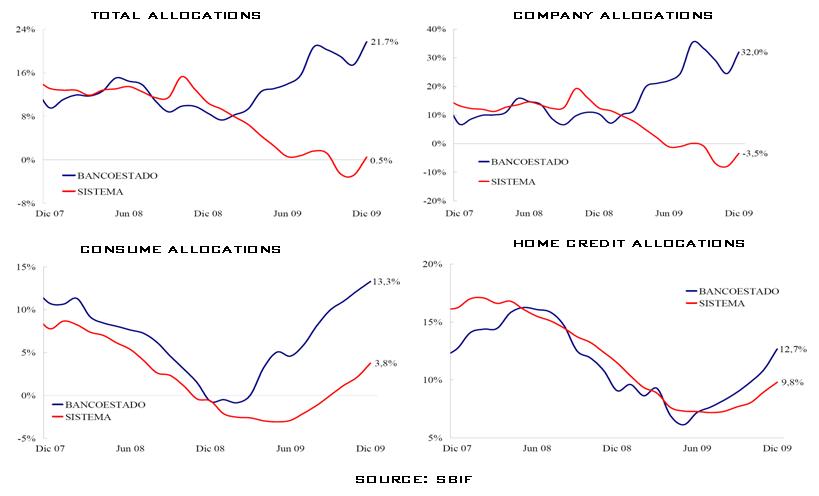 TOTAL ALLOCATIONS
24%
16%
8%
0%
-8%
21.7%
0.5%
BANCOESTADO
SISTEMA
Dic 07 Jun 08 Dic 08 Jun 09 Dic 09
COMPANY ALLOCATIONS
40%
30%
20%
10%
0%
-10%
-20%
32.0%
-3.5%
BANCOESTADO
SISTEMA
Dic 07 Jun 08 Dic 08 Jun 09 Dic 09
CONSUME ALLOCATIONS
15%
10%
5%
0%
-5%
13,3%
3,8%
BANCOESTADO
SISTEMA
Dic 07 Jun 08 Dic 08 Jun 09 Dic 09
HOME CREDIT ALLOCATIONS
20%
15%
10%
5%
BANCOESTADO
SISTEMA
12,7%
9,8%
Dic 07 Jun 08 Dic 08 Jun 09 Dic 09
SOURCE: SBIF